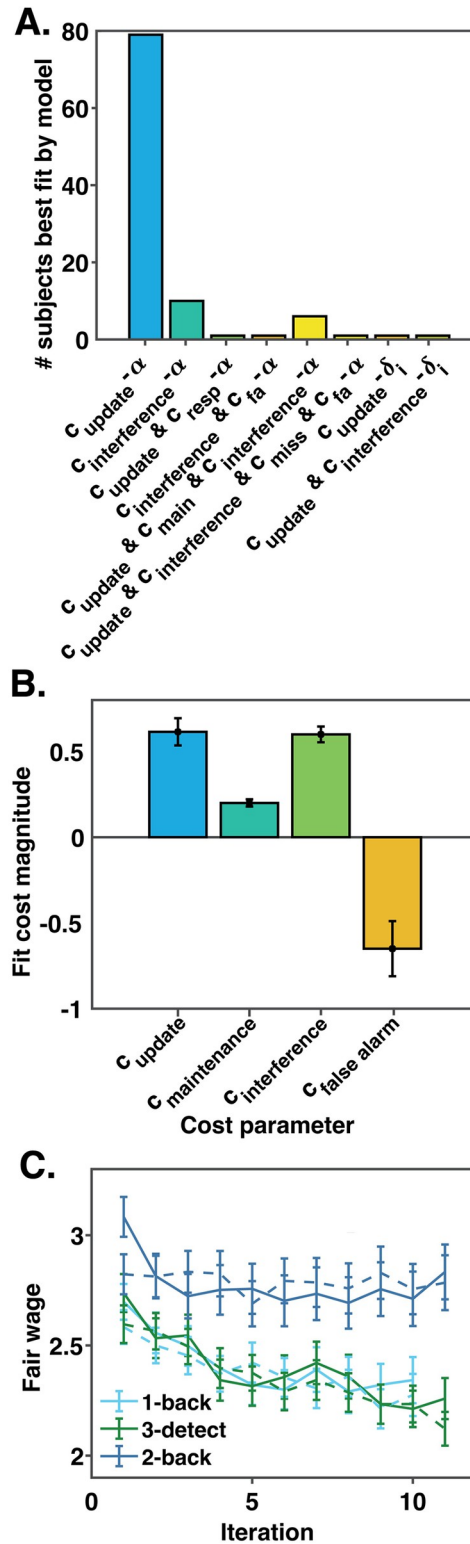 A.
# subjects best fit by model
80
60
40
20
0
c update -α
c interference -α
c update & c resp -α
c interference & c fa -α
c update & c main & c interference -α
c update & c interference & c miss & c fa -α
c update -δi
c update & c interference -δi
B.
Fit cost magnitude
0.5
0
-0.5
-1
c update
c maintenance
c interference
c false alarm
Cost parameter
C.
Fair wage
3
2.5
2
1-back
3-detect
2-back
0 5 10
Iteration